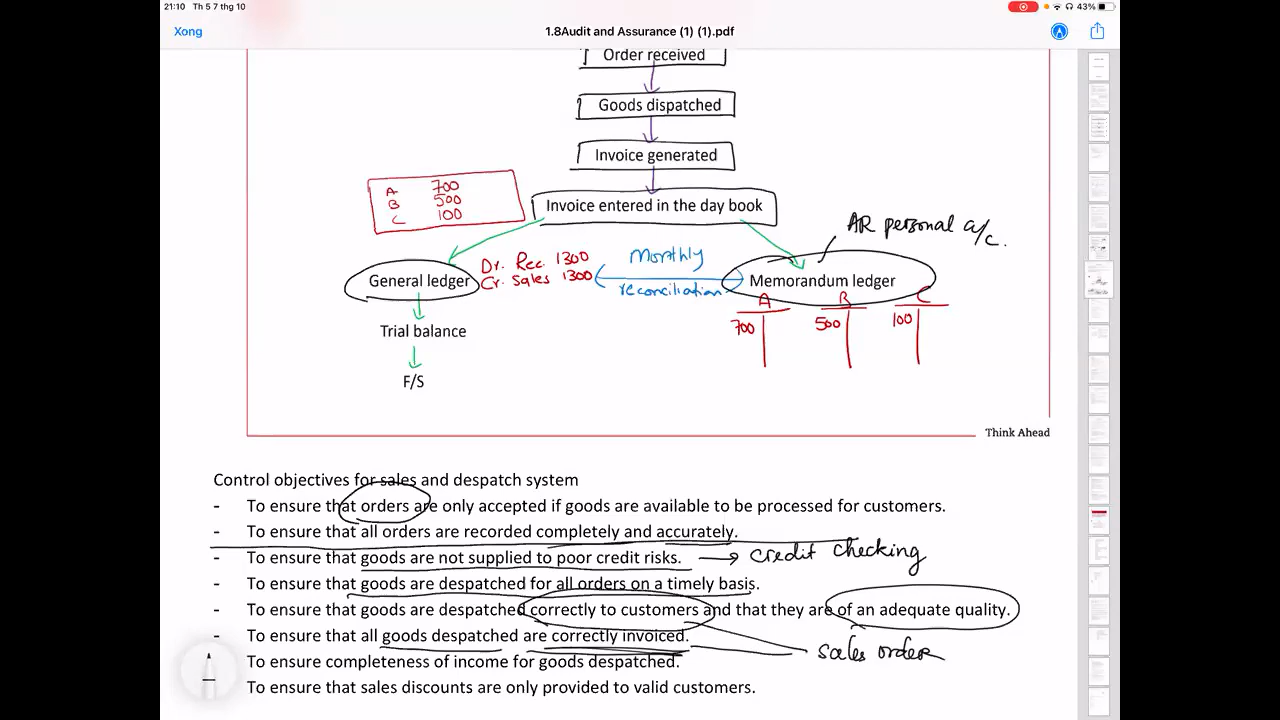 21:10 Th 5 7 thg 10
43%
Xong
1.8Audit and Assurance (1) (1).pdf
Order received
Goods dispatched
Invoice generated
A 700
B 500
C 100
Invoice entered in the day book
AR personal a/c.
General ledger
Dr. Rec. 1300
Cr. Sales 1300
Monthly
reconciliation
Memorandum ledger
A B C
700 500 100
Trial balance
F/S
Think Ahead
Control objectives for sales and despatch system
- To ensure that orders are only accepted if goods are available to be processed for customers.
- To ensure that all orders are recorded completely and accurately.
- To ensure that goods are not supplied to poor credit risks. → credit checking
- To ensure that goods are despatched for all orders on a timely basis.
- To ensure that goods are despatched correctly to customers and that they are of an adequate quality.
- To ensure that all goods despatched are correctly invoiced.
sales order
To ensure completeness of income for goods despatched.
To ensure that sales discounts are only provided to valid customers.